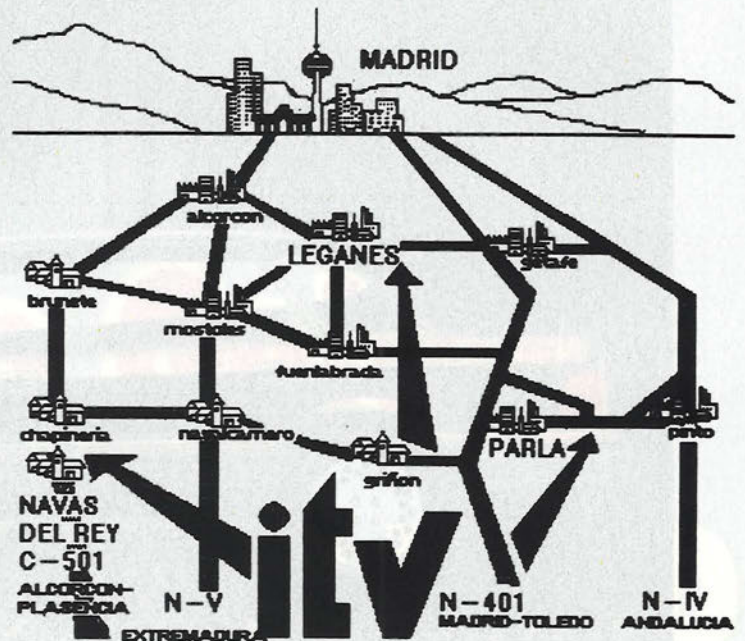 MADRID
alcorcon
LEGANES
getafe
brunete
mostoles
fuenlabrada
chapineria
navalcarnero
griñon
PARLA
pinto
NAVAS
DEL REY
C-501
ALCORCON-
PLASENCIA
N-V
EXTREMADURA
itv
N-401
MADRID-TOLEDO
N-IV
ANDALUCIA